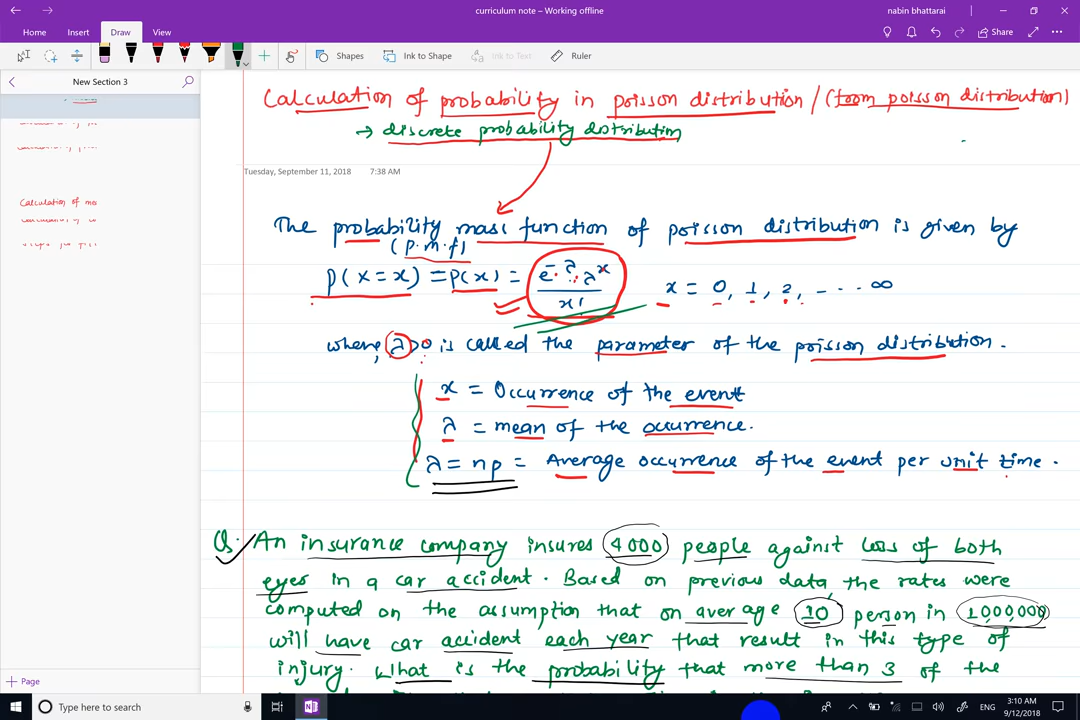 curriculum note – Working offline
nabin bhattarai
Home Insert Draw View
Share
Shapes Ink to Shape Ink to Text Ruler
New Section 3
Calculation of me
Page
Calculation of probability in poisson distribution / (from poisson distribution)
→ discrete probability distribution
Tuesday, September 11, 2018 7:38 AM
The probability mass function of poisson distribution is given by
(p.m.f)
p(X=x) = p(x) = e^-λ λ^x / x! x = 0, 1, 2, - - - - ∞
where, λ>0 is called the parameter of the poisson distribution.
x = Occurrence of the event
λ = mean of the occurrence.
λ = np = Average occurrence of the event per unit time.
Q. An insurance company insures 4000 people against loss of both
eyes in a car accident. Based on previous data, the rates were
computed on the assumption that on average 10 person in 1,000,000
will have car accident each year that result in this type of
injury. What is the probability that more than 3 of the
Type here to search
ENG
3:10 AM
9/12/2018